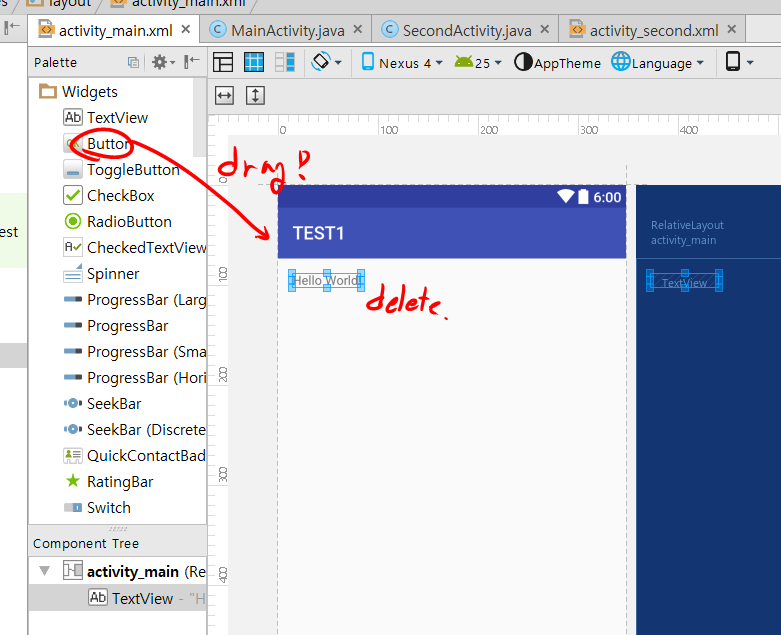 layout
activity_main.xml
activity_main.xml
MainActivity.java
SecondActivity.java
activity_second.xml
Palette
Nexus 4
25
AppTheme
Language
Widgets
Ab TextView
Button
ToggleButton
CheckBox
RadioButton
CheckedTextView
Spinner
ProgressBar (Larg
ProgressBar
ProgressBar (Sma
ProgressBar (Hori
SeekBar
SeekBar (Discrete
QuickContactBad
RatingBar
Switch
Component Tree
activity_main (Re
Ab TextView - "H
est
0 100 200 300 400
0
100
200
300
400
drag?
6:00
TEST1
Hello World
delete.
RelativeLayout
activity_main
TextView